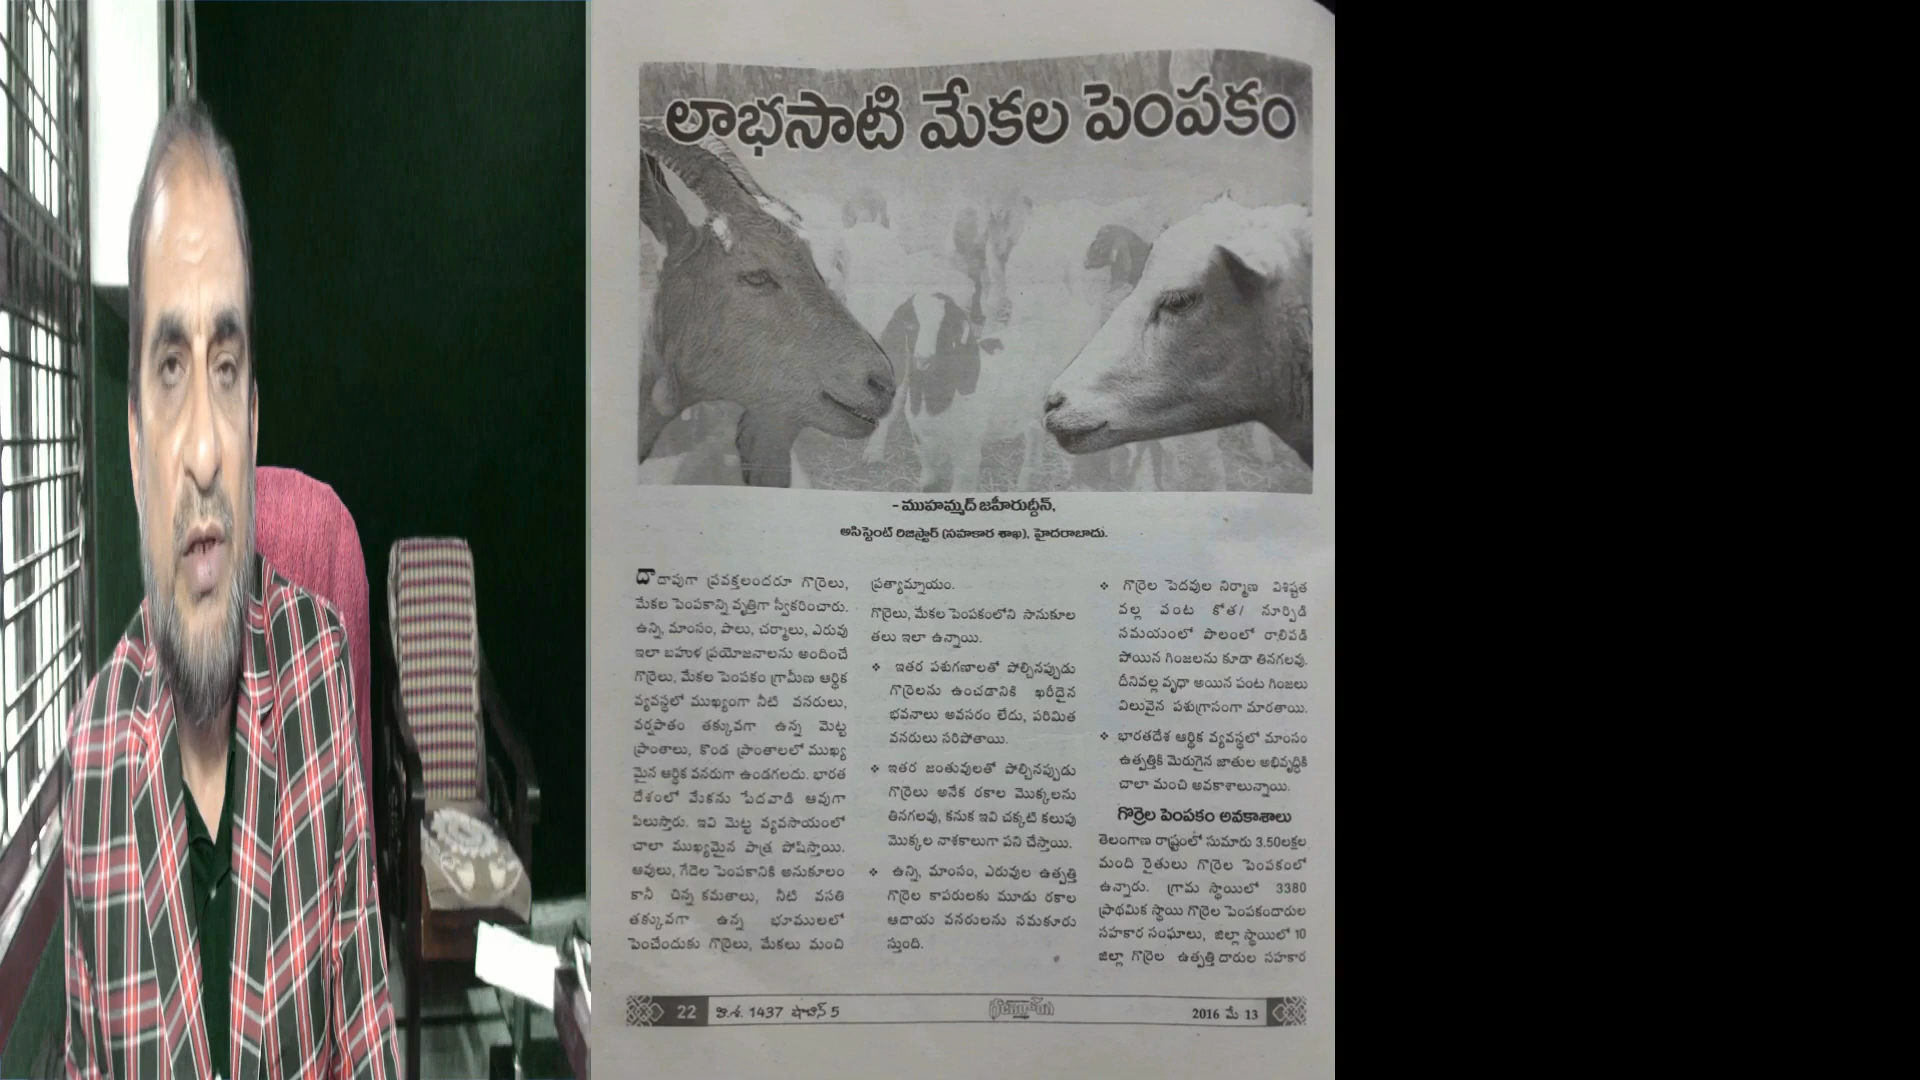 లాభసాటి మేకల పెంపకం
- ముహమ్మద్ జహీరుద్దీన్,
అసిస్టెంట్ రిజిస్ట్రార్ (సహకార శాఖ), హైదరాబాదు.
దాదాపుగా ప్రవక్తలందరూ గొర్రెలు,
మేకల పెంపకాన్ని వృత్తిగా స్వీకరించారు.
ఉన్ని, మాంసం, పాలు, చర్మాలు, ఎరువు
ఇలా బహుళ ప్రయోజనాలను అందించే
గొర్రెలు, మేకల పెంపకం గ్రామీణ ఆర్థిక
వ్యవస్థలో ముఖ్యంగా నీటి వనరులు,
వర్షపాతం తక్కువగా ఉన్న మెట్ట
ప్రాంతాలు, కొండ ప్రాంతాలలో ముఖ్య
మైన ఆర్థిక వనరుగా ఉండగలదు. భారత
దేశంలో మేకను పేదవాడి ఆవుగా
పిలుస్తారు. ఇవి మెట్ట వ్యవసాయంలో
చాలా ముఖ్యమైన పాత్ర పోషిస్తాయి.
ఆవులు, గేదెల పెంపకానికి అనుకూలం
కాని చిన్న కమతాలు, నీటి వసతి
తక్కువగా ఉన్న భూములలో
పెంచేందుకు గొర్రెలు, మేకలు మంచి
ప్రత్యామ్నాయం.
గొర్రెలు, మేకల పెంపకంలోని సానుకూల
తలు ఇలా ఉన్నాయి.
❖ ఇతర పశుగణాలతో పోల్చినప్పుడు
గొర్రెలను ఉంచడానికి ఖరీదైన
భవనాలు అవసరం లేదు, పరిమిత
వనరులు సరిపోతాయి.
❖ ఇతర జంతువులతో పోల్చినప్పుడు
గొర్రెలు అనేక రకాల మొక్కలను
తినగలవు, కనుక ఇవి చక్కటి కలుపు
మొక్కల నాశకాలుగా పని చేస్తాయి.
❖ ఉన్ని, మాంసం, ఎరువుల ఉత్పత్తి
గొర్రెల కాపరులకు మూడు రకాల
ఆదాయ వనరులను సమకూరు
స్తుంది.
❖ గొర్రెల పెదవుల నిర్మాణ విశిష్టత
వల్ల వంట కోత/ నూర్పిడి
సమయంలో పొలంలో రాలిపడి
పోయిన గింజలను కూడా తినగలవు.
దీనివల్ల వృధా అయిన పంట గింజలు
విలువైన పశుగ్రాసంగా మారతాయి.
❖ భారతదేశ ఆర్థిక వ్యవస్థలో మాంసం
ఉత్పత్తికి మెరుగైన జాతుల అభివృద్ధికి
చాలా మంచి అవకాశాలున్నాయి.
గొర్రెల పెంపకం అవకాశాలు
తెలంగాణ రాష్ట్రంలో సుమారు 3.50లక్షల
మంది రైతులు గొర్రెల పెంపకంలో
ఉన్నారు. గ్రామ స్థాయిలో 3380
ప్రాథమిక స్థాయి గొర్రెల పెంపకందారుల
సహకార సంఘాలు, జిల్లా స్థాయిలో 10
జిల్లా గొర్రెల ఉత్పత్తిదారుల సహకార
22 హి.శ. 1437 షాబాన్ 5
2016 మే 13